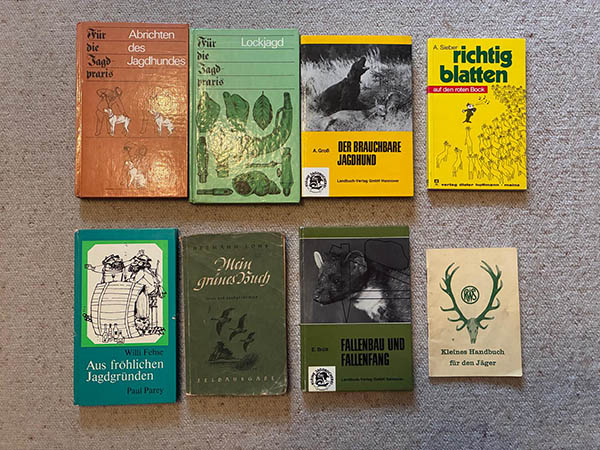 Für
die
Jagd
praxis
Abrichten
des
Jagdhundes
Für
die
Jagd
praxis
Lockjagd
A. Groß
DER BRAUCHBARE
JAGDHUND
Landbuch-Verlag GmbH Hannover
A. Sieber
richtig
blatten
auf den roten Bock
verlag dieter hoffmann · mainz
Willi Fehse
Aus fröhlichen
Jagdgründen
Paul Parey
HERMANN LÖNS
Mein
grünes Buch
FELDAUSGABE
FALLENBAU UND
FALLENFANG
Landbuch-Verlag GmbH Hannover
RWS
Kleines Handbuch
für den Jäger